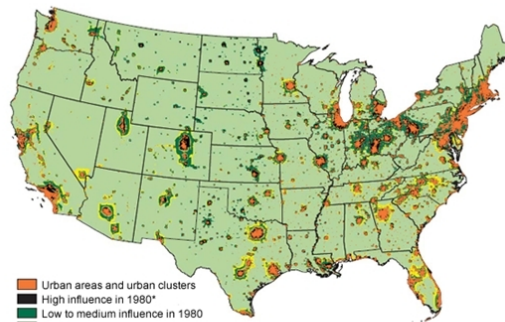 Urban areas and urban clusters
High influence in 1980*
Low to medium influence in 1980